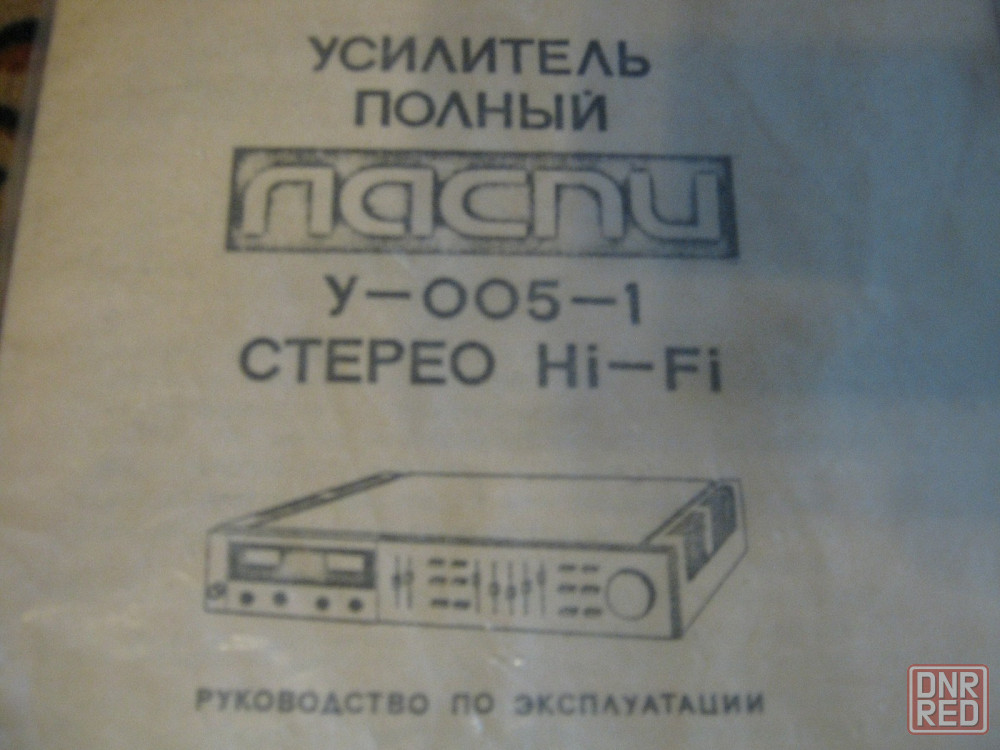 УСИЛИТЕЛЬ
ПОЛНЫЙ
ласпи
У—005—1
СТЕРЕО Hi—Fi
РУКОВОДСТВО ПО ЭКСПЛУАТАЦИИ
DNR
RED